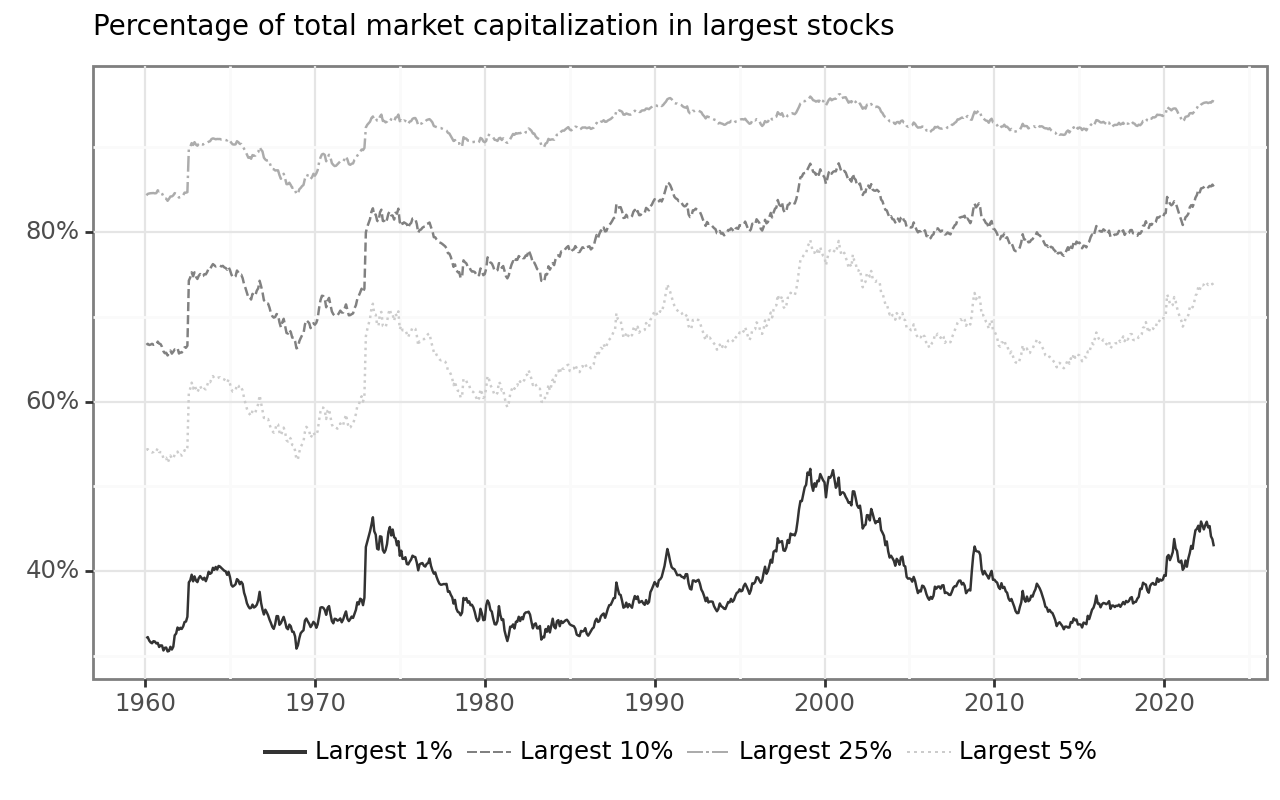 Percentage of total market capitalization in largest stocks
80%
60%
40%
1960 1970 1980 1990 2000 2010 2020
Largest 1% Largest 10% Largest 25% Largest 5%